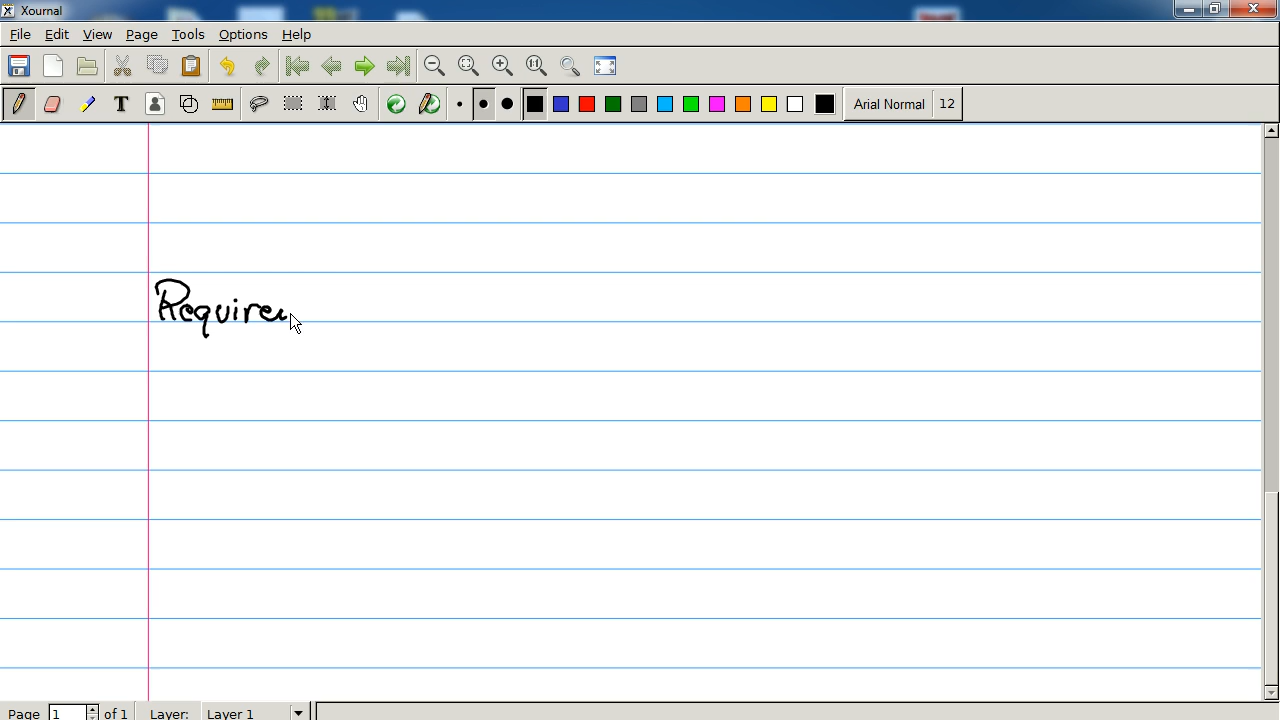 Xournal
File Edit View Page Tools Options Help
T Arial Normal 12
Require
Page 1 of 1 Layer: Layer 1